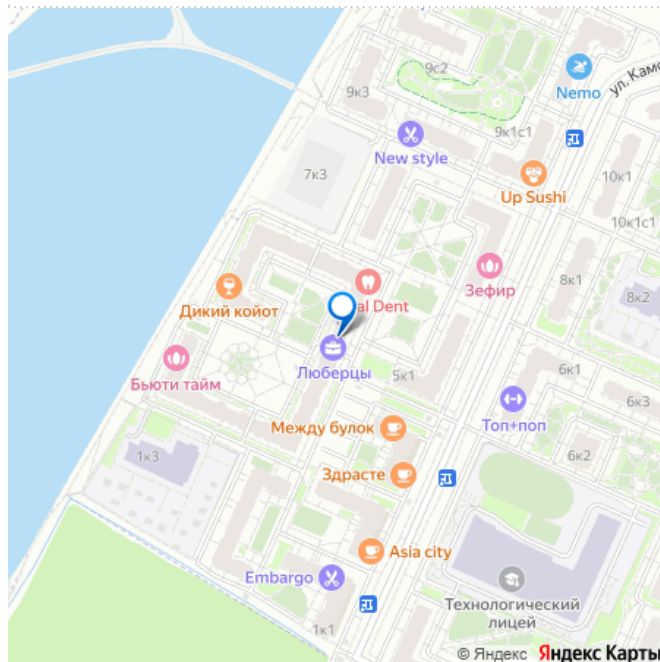 9с2
9к3
Nemo
ул. Камо
9к1с1
New style
7к3
Up Sushi
10к1
10к1с1
Зефир
8к1
8к2
al Dent
Дикий койот
Люберцы
5к1
6к1
6к3
Бьюти тайм
Топ+поп
Между булок
6к2
1к3
Здрасте
Asia city
Embargo
Технологический
лицей
1к1
© Яндекс Яндекс Карты